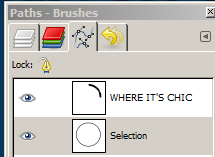 Paths - Brushes
Lock:
WHERE IT'S CHIC
Selection